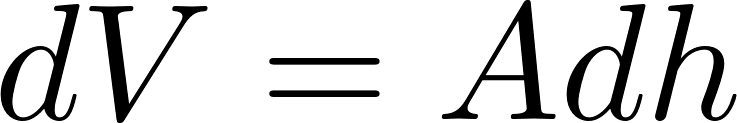 dV = Adh